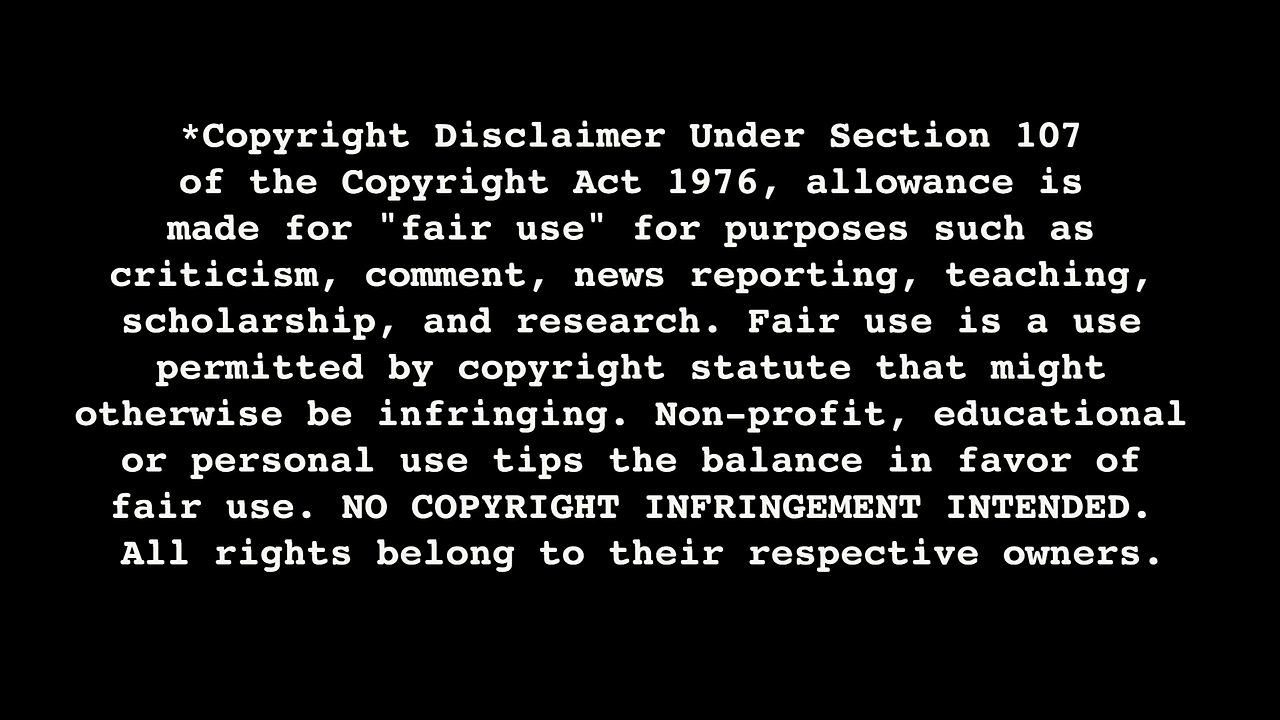 *Copyright Disclaimer Under Section 107
of the Copyright Act 1976, allowance is
made for "fair use" for purposes such as
criticism, comment, news reporting, teaching,
scholarship, and research. Fair use is a use
permitted by copyright statute that might
otherwise be infringing. Non-profit, educational
or personal use tips the balance in favor of
fair use. NO COPYRIGHT INFRINGEMENT INTENDED.
All rights belong to their respective owners.